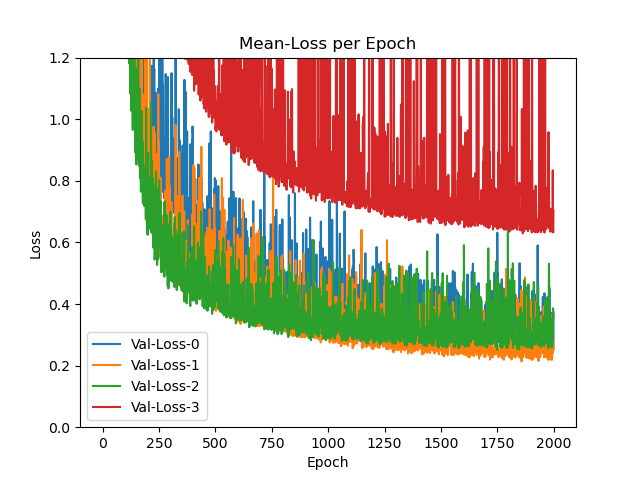 Mean-Loss per Epoch
1.2
1.0
0.8
0.6
0.4
0.2
0.0
Loss
Val-Loss-0
Val-Loss-1
Val-Loss-2
Val-Loss-3
0 250 500 750 1000 1250 1500 1750 2000
Epoch